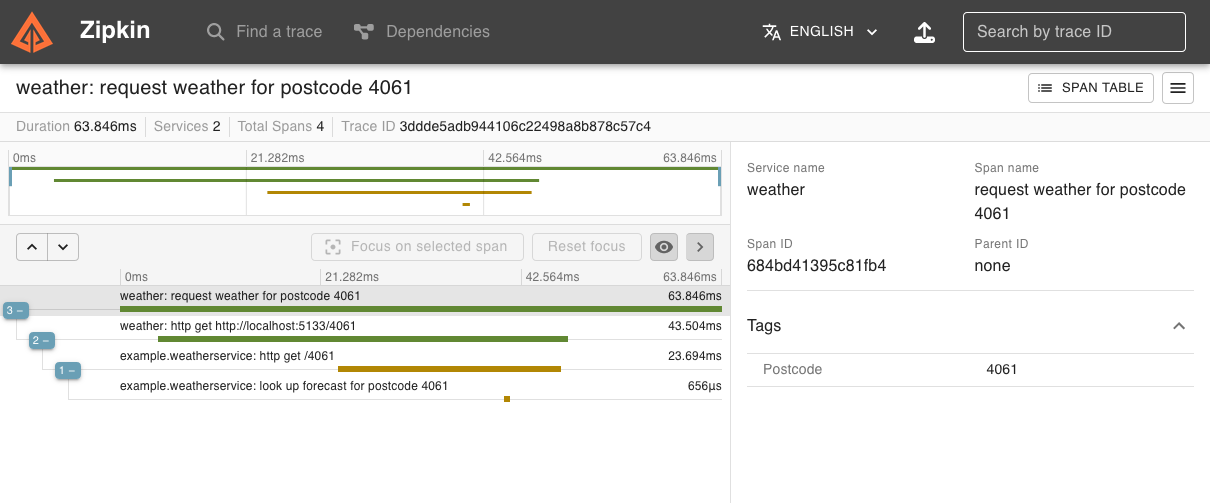 Zipkin Find a trace Dependencies ENGLISH Search by trace ID
weather: request weather for postcode 4061 SPAN TABLE
Duration 63.846ms Services 2 Total Spans 4 Trace ID 3ddde5adb944106c22498a8b878c57c4
0ms 21.282ms 42.564ms 63.846ms
Focus on selected span Reset focus
0ms 21.282ms 42.564ms 63.846ms
weather: request weather for postcode 4061 63.846ms
3 –
weather: http get http://localhost:5133/4061 43.504ms
2 –
example.weatherservice: http get /4061 23.694ms
1 –
example.weatherservice: look up forecast for postcode 4061 656μs
Service name Span name
weather request weather for postcode
4061
Span ID Parent ID
684bd41395c81fb4 none
Tags
Postcode 4061